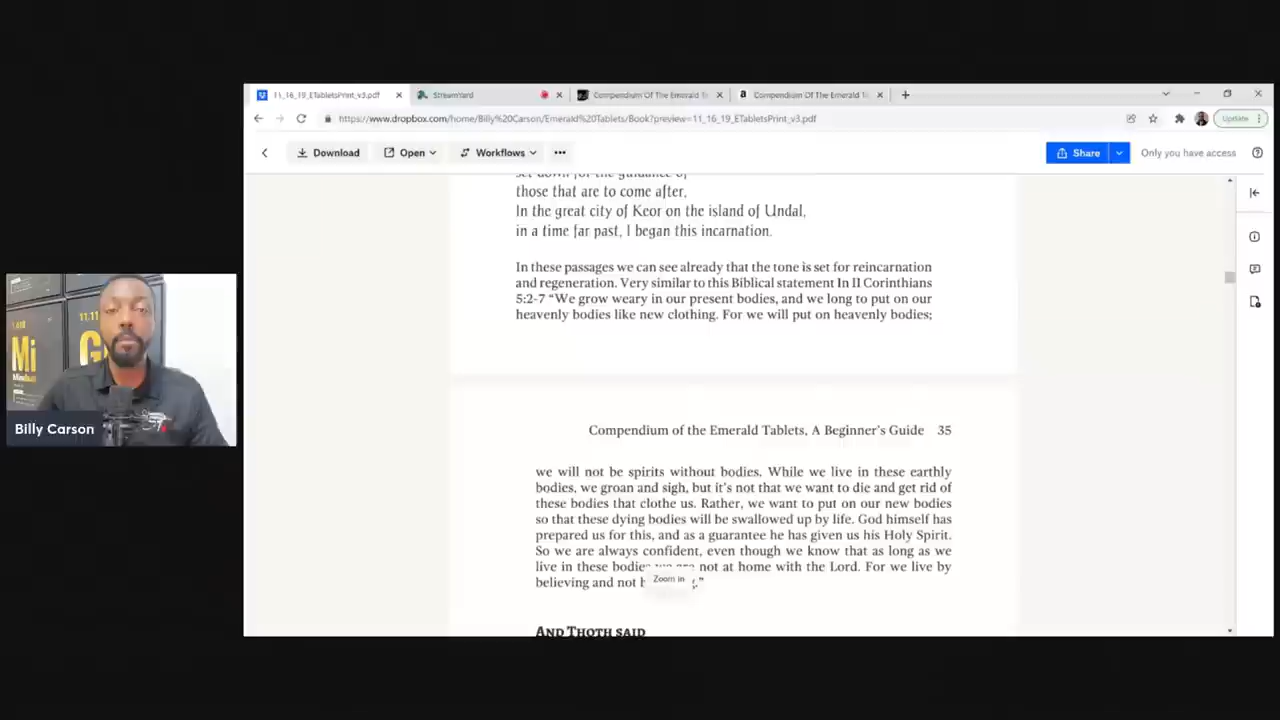 11_16_19_ETabletsPrint_v3.pdf
StreamYard
Compendium Of The Emerald T
Compendium Of The Emerald T
https://www.dropbox.com/home/Billy%20Carson/Emerald%20Tablets/Book?preview=11_16_19_ETabletsPrint_v3.pdf
Update
Download
Open
Workflows
Share
Only you have access
set down for the guidance of
those that are to come after,
In the great city of Keor on the island of Undal,
in a time far past, I began this incarnation.
In these passages we can see already that the tone is set for reincarnation
and regeneration. Very similar to this Biblical statement In II Corinthians
5:2-7 “We grow weary in our present bodies, and we long to put on our
heavenly bodies like new clothing. For we will put on heavenly bodies;
Compendium of the Emerald Tablets, A Beginner's Guide 35
we will not be spirits without bodies. While we live in these earthly
bodies, we groan and sigh, but it's not that we want to die and get rid of
these bodies that clothe us. Rather, we want to put on our new bodies
so that these dying bodies will be swallowed up by life. God himself has
prepared us for this, and as a guarantee he has given us his Holy Spirit.
So we are always confident, even though we know that as long as we
live in these bodies we are not at home with the Lord. For we live by
believing and not
Zoom in
And Thoth said
Mi
G
11.11
Billy Carson